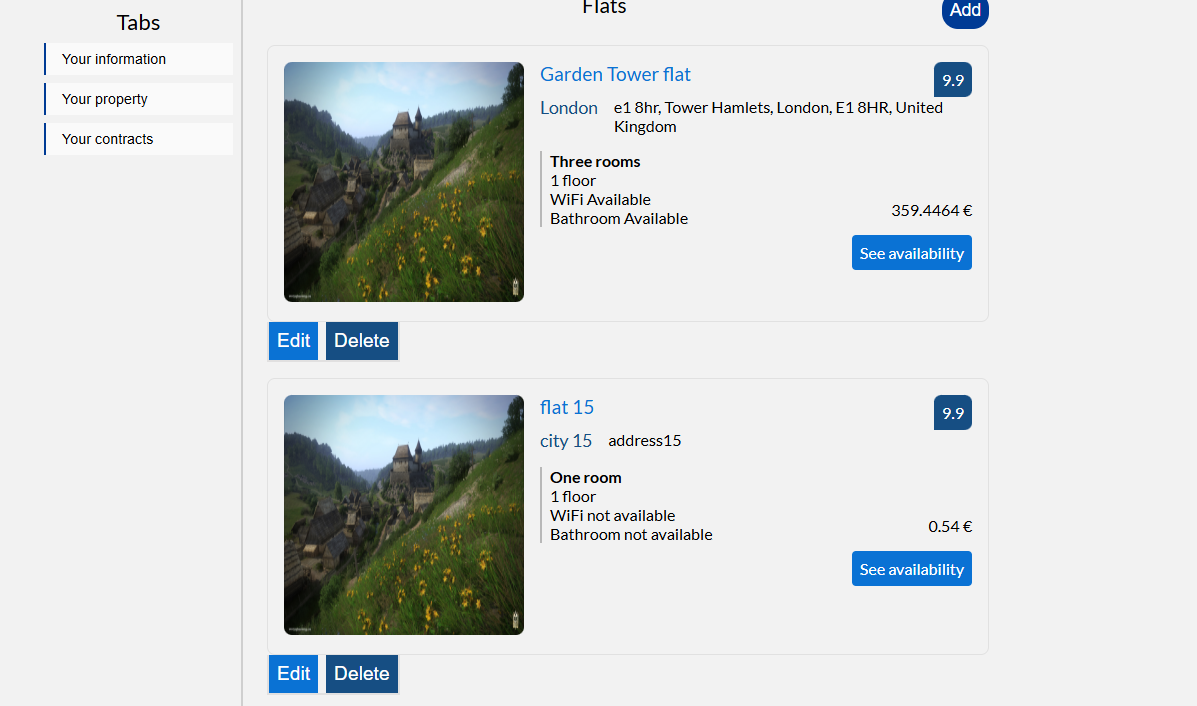 Tabs
Your information
Your property
Your contracts
Flats
Add
Garden Tower flat
9.9
London e1 8hr, Tower Hamlets, London, E1 8HR, United
Kingdom
Three rooms
1 floor
WiFi Available
Bathroom Available
359.4464 €
See availability
Edit Delete
flat 15
9.9
city 15 address15
One room
1 floor
WiFi not available
Bathroom not available
0.54 €
See availability
Edit Delete